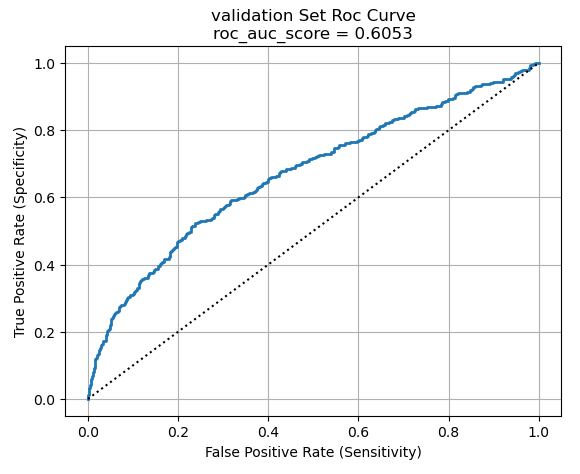 validation Set Roc Curve
roc_auc_score = 0.6053
1.0
0.8
0.6
0.4
0.2
0.0
True Positive Rate (Specificity)
0.0 0.2 0.4 0.6 0.8 1.0
False Positive Rate (Sensitivity)